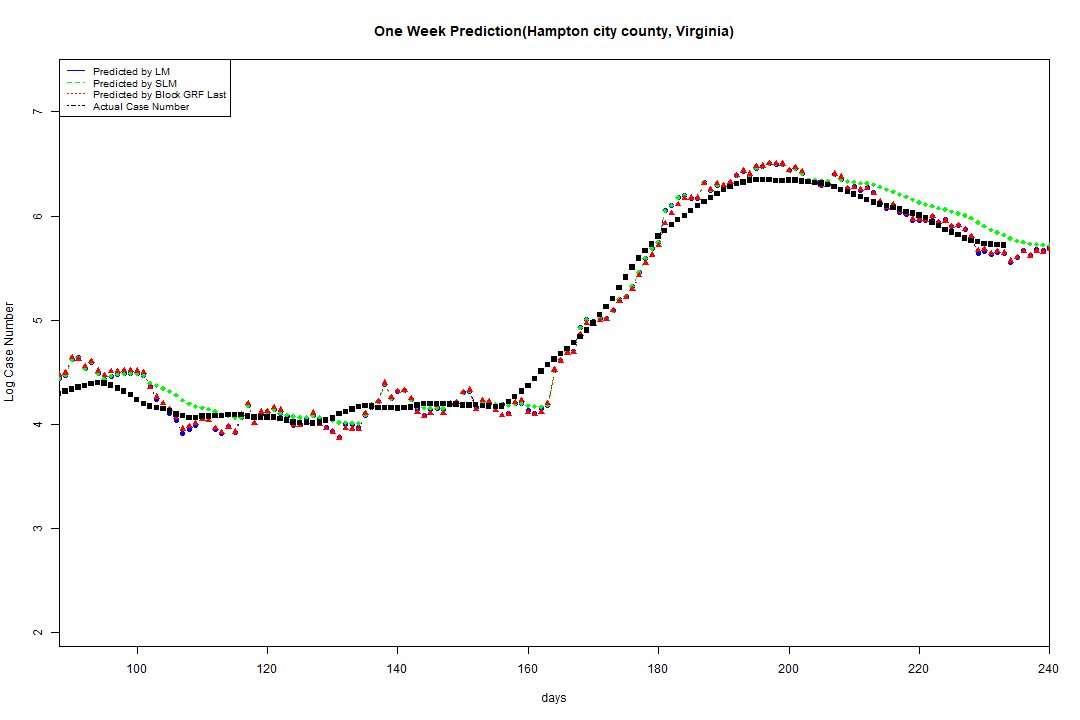 One Week Prediction(Hampton city county, Virginia)
Predicted by LM
Predicted by SLM
Predicted by Block GRF Last
Actual Case Number
7
6
5
4
3
2
Log Case Number
100 120 140 160 180 200 220 240
days